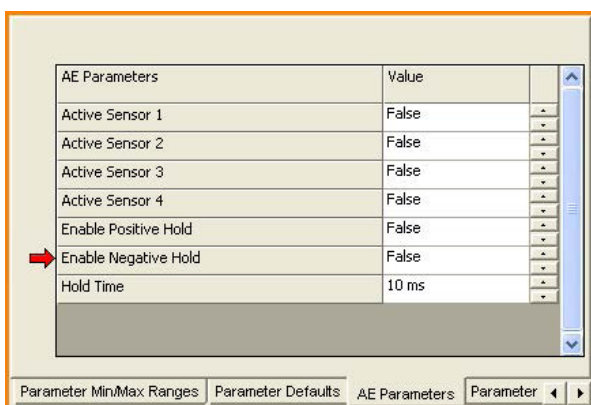 AE Parameters Value
Active Sensor 1 False
Active Sensor 2 False
Active Sensor 3 False
Active Sensor 4 False
Enable Positive Hold False
Enable Negative Hold False
Hold Time 10 ms
Parameter Min/Max Ranges Parameter Defaults AE Parameters Parameter